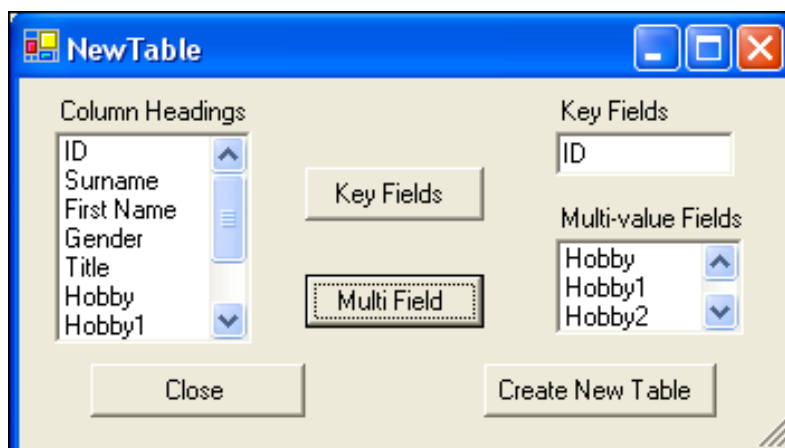 NewTable
Column Headings
ID
Surname
First Name
Gender
Title
Hobby
Hobby1
Key Fields
Multi Field
Key Fields
ID
Multi-value Fields
Hobby
Hobby1
Hobby2
Close
Create New Table